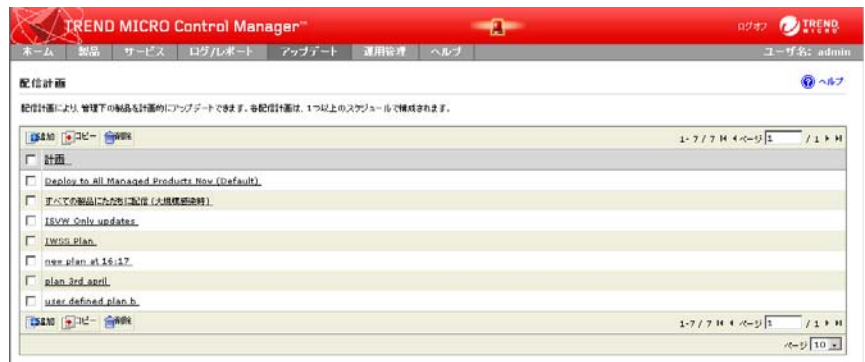 TREND MICRO Control Manager™
ログオフ
TREND MICRO
ホーム 製品 サービス ログ/レポート アップデート 運用管理 ヘルプ ユーザ名: admin
配信計画 ヘルプ
配信計画により、管理下の製品を計画的にアップデートできます。各配信計画は、1つ以上のスケジュールで構成されます。
追加 コピー 削除 1-7 / 7 ページ 1 / 1
計画
Deploy to All Managed Products Now (Default)
すべての製品にただちに配信 (大規模感染時)
ISVW Only updates
IWSS Plan
new plan at 16:17
plan 3rd april
user defined plan b
追加 コピー 削除 1-7 / 7 ページ 1 / 1
ページ 10